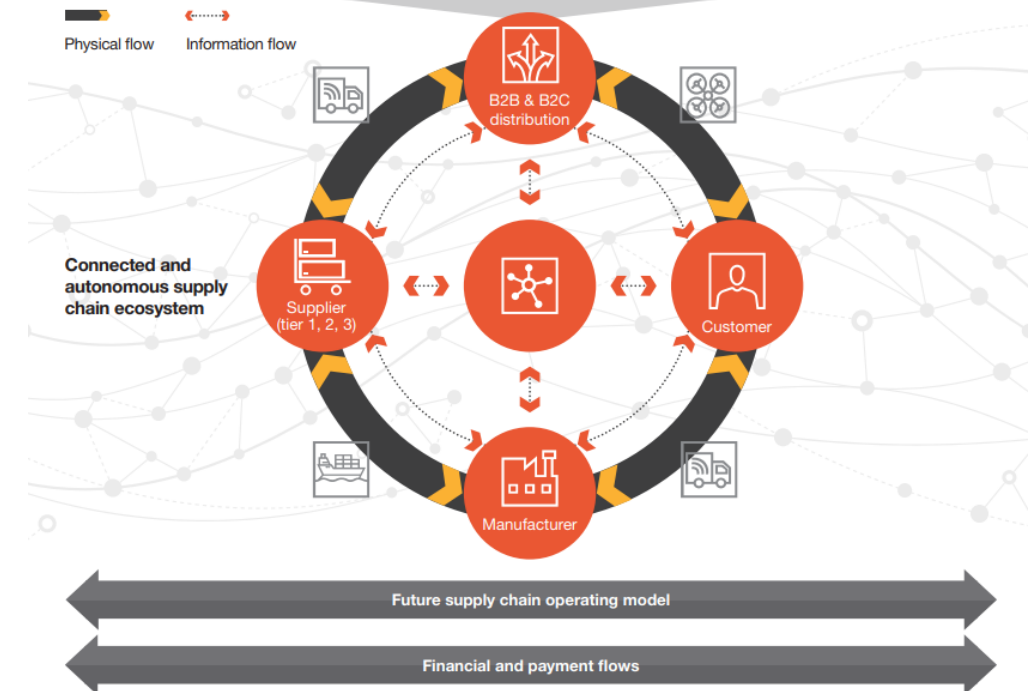 Physical flow
Information flow
B2B & B2C
distribution
Connected and
autonomous supply
chain ecosystem
Supplier
(tier 1, 2, 3)
Customer
Manufacturer
Future supply chain operating model
Financial and payment flows